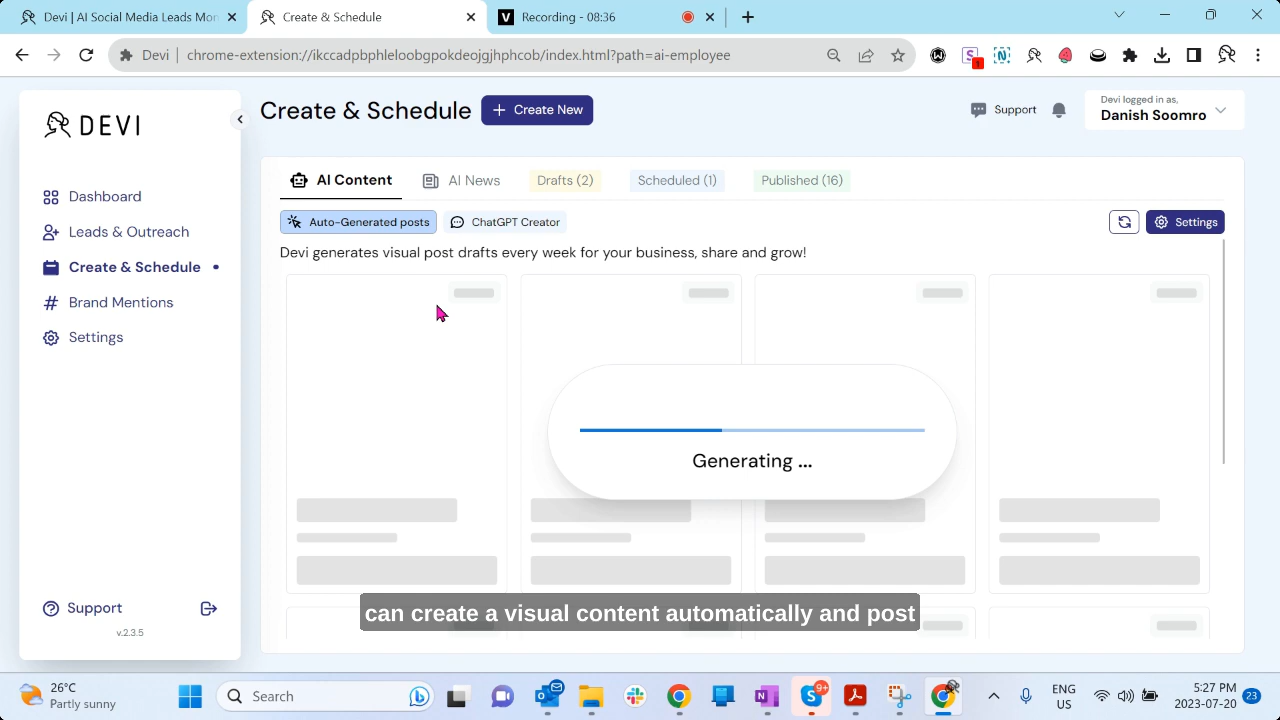 Devi | AI Social Media Leads Mon
Create & Schedule
Recording - 08:36
Devi
chrome-extension://ikccadpbphleloobgpokdeojgjhphcob/index.html?path=ai-employee
1
DEVI
Create & Schedule
Create New
Support
Devi logged in as,
Danish Soomro
Dashboard
Leads & Outreach
Create & Schedule
Brand Mentions
Settings
AI Content
AI News
Drafts (2)
Scheduled (1)
Published (16)
Auto-Generated posts
ChatGPT Creator
Settings
Devi generates visual post drafts every week for your business, share and grow!
Generating ...
can create a visual content automatically and post
Support
v.2.3.5
26°C
Partly sunny
Search
9+
ENG
US
5:27 PM
2023-07-20
23